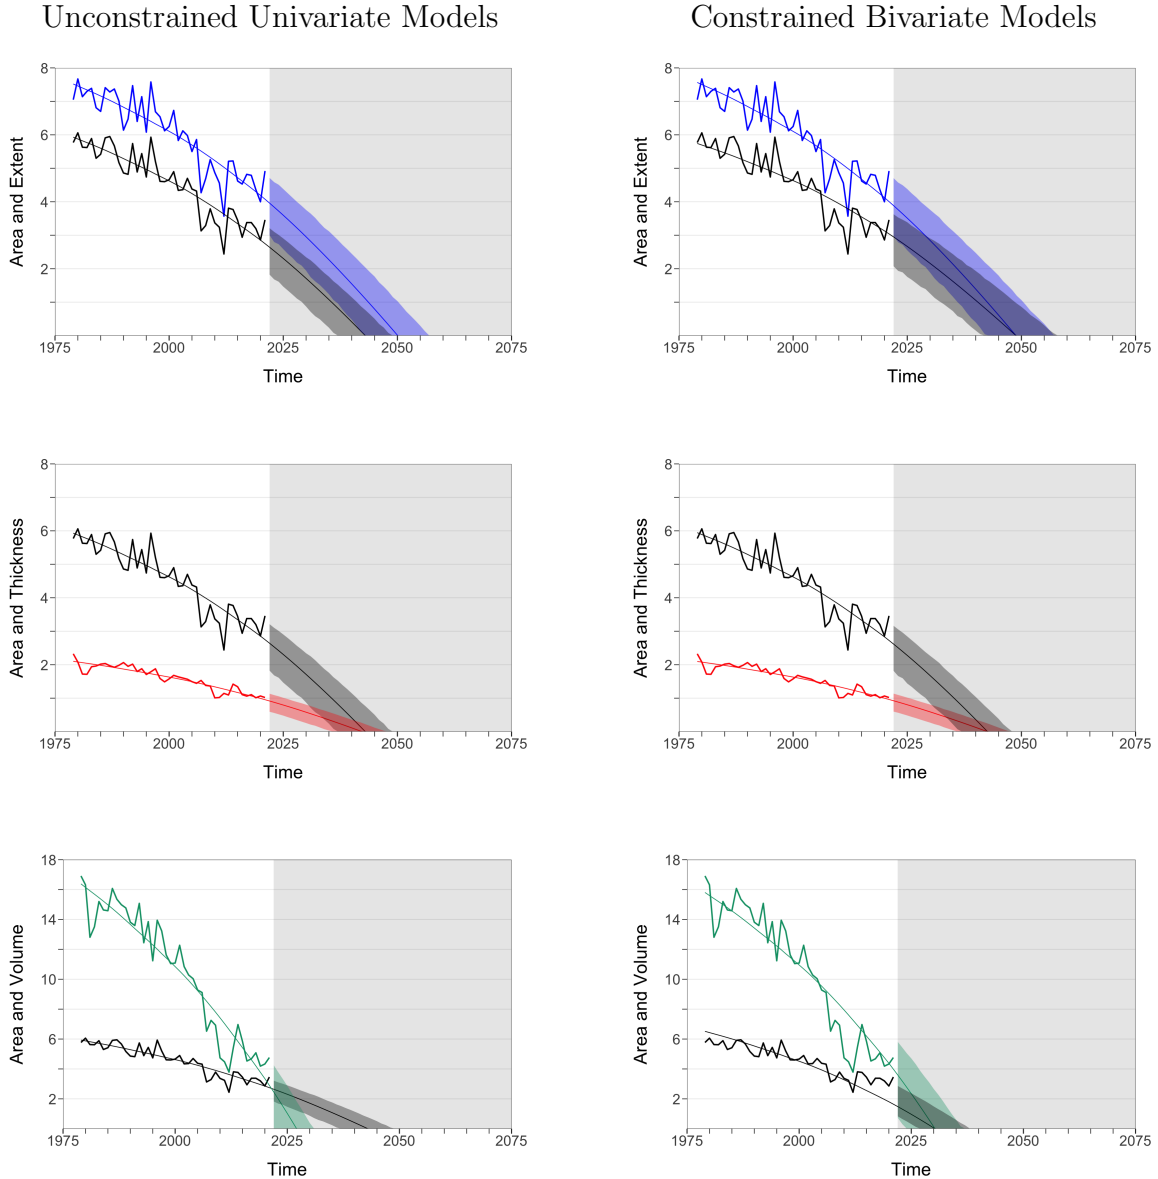 Unconstrained Univariate Models
Constrained Bivariate Models
Area and Extent
8
6
4
2
1975 2000 2025 2050 2075
Time
Area and Extent
8
6
4
2
1975 2000 2025 2050 2075
Time
Area and Thickness
8
6
4
2
1975 2000 2025 2050 2075
Time
Area and Thickness
8
6
4
2
1975 2000 2025 2050 2075
Time
Area and Volume
18
14
10
6
2
1975 2000 2025 2050 2075
Time
Area and Volume
18
14
10
6
2
1975 2000 2025 2050 2075
Time